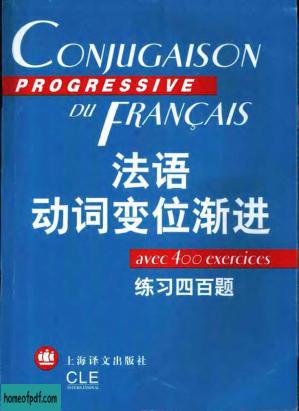 CONJUGAISON
PROGRESSIVE
DU FRANÇAIS
法语
动词变位渐进
avec 400 exercices
练习四百题
上海译文出版社
CLE
INTERNATIONAL
homeofpdf.com